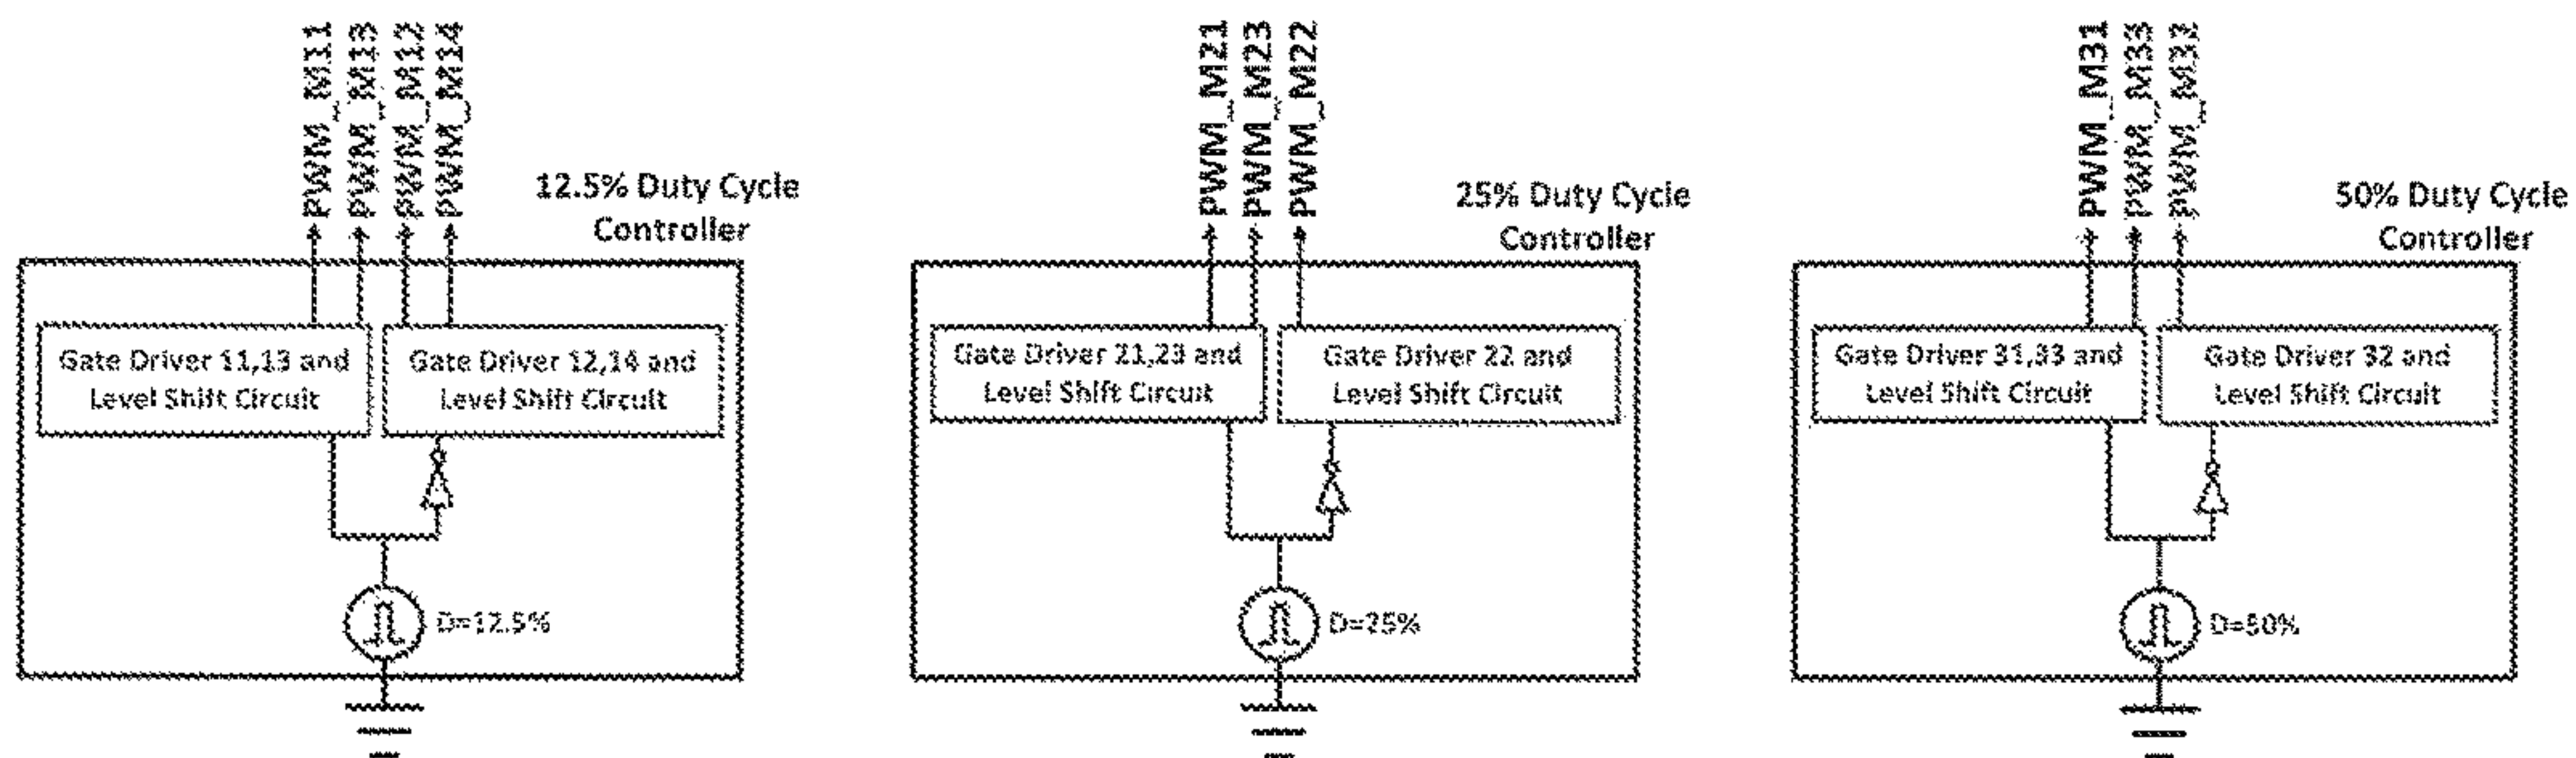 PWM_M11
PWM_M13
PWM_M12
PWM_M14
12.5% Duty Cycle
Controller
Gate Driver 11,13 and
Level Shift Circuit
Gate Driver 12,14 and
Level Shift Circuit
D=12.5%
PWM_M21
PWM_M23
PWM_M22
25% Duty Cycle
Controller
Gate Driver 21,23 and
Level Shift Circuit
Gate Driver 22 and
Level Shift Circuit
D=25%
PWM_M31
PWM_M33
PWM_M32
50% Duty Cycle
Controller
Gate Driver 31,33 and
Level Shift Circuit
Gate Driver 32 and
Level Shift Circuit
D=50%